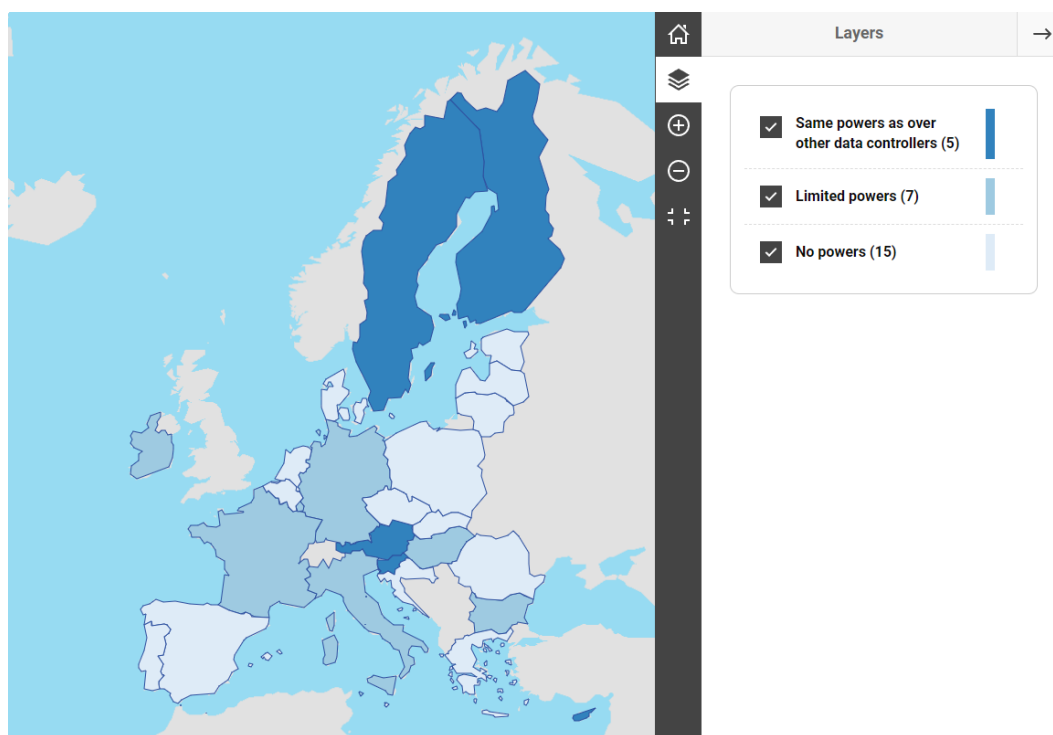 Layers
Same powers as over
other data controllers (5)
Limited powers (7)
No powers (15)